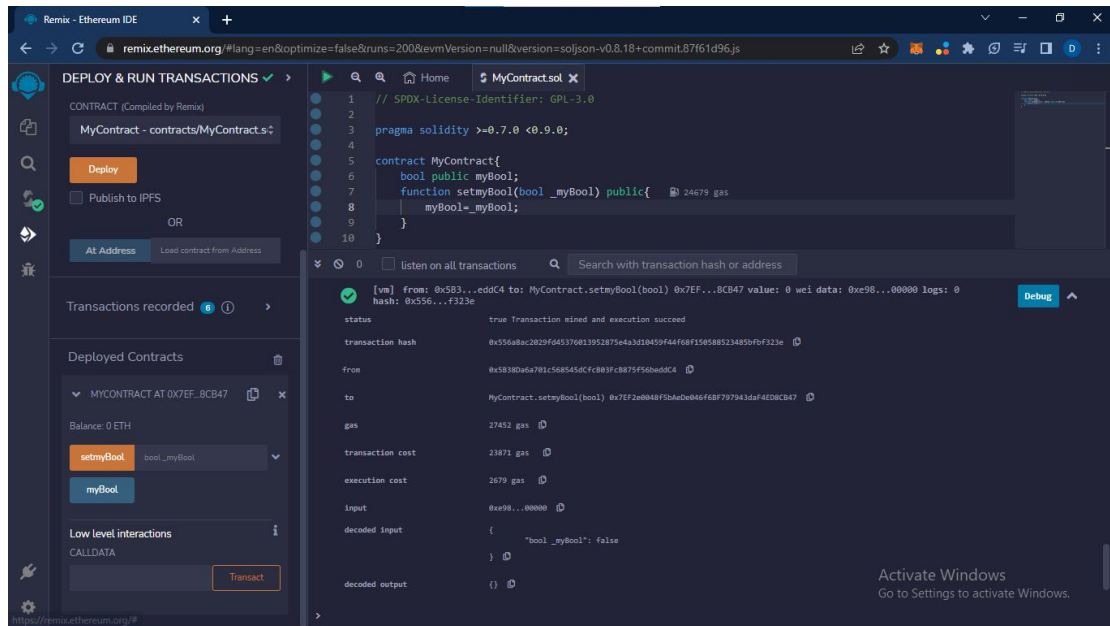 Remix - Ethereum IDE
remix.ethereum.org/#lang=en&optimize=false&runs=200&evmVersion=null&version=soljson-v0.8.18+commit.87f61d96.js
D
DEPLOY & RUN TRANSACTIONS
CONTRACT (Compiled by Remix)
MyContract - contracts/MyContract.s
Deploy
Publish to IPFS
OR
At Address
Load contract from Address
Transactions recorded 6 i
Deployed Contracts
MYCONTRACT AT 0X7EF...8CB47
Balance: 0 ETH
setmyBool
bool _myBool
myBool
Low level interactions
i
CALLDATA
Transact
https://remix.ethereum.org/#
Home
MyContract.sol
1 // SPDX-License-Identifier: GPL-3.0
2
3 pragma solidity >=0.7.0 <0.9.0;
4
5 contract MyContract{
6 bool public myBool;
7 function setmyBool(bool _myBool) public{ 24679 gas
8 myBool=_myBool;
9 }
10 }
0
listen on all transactions
Search with transaction hash or address
[vm] from: 0x5B3...eddC4 to: MyContract.setmyBool(bool) 0x7EF...8CB47 value: 0 wei data: 0xe98...00000 logs: 0
hash: 0x556...f323e
Debug
status true Transaction mined and execution succeed
transaction hash 0x556a8ac2029fd45376013952875e4a3d10459f44f68f150588523485bfbf323e
from 0x5B38Da6a701c568545dCfcB03FcB875f56beddC4
to MyContract.setmyBool(bool) 0x7EF2e0048f5bAeDe046f6BF797943daF4ED8CB47
gas 27452 gas
transaction cost 23871 gas
execution cost 2679 gas
input 0xe98...00000
decoded input {
"bool _myBool": false
}
decoded output {}
>
Activate Windows
Go to Settings to activate Windows.